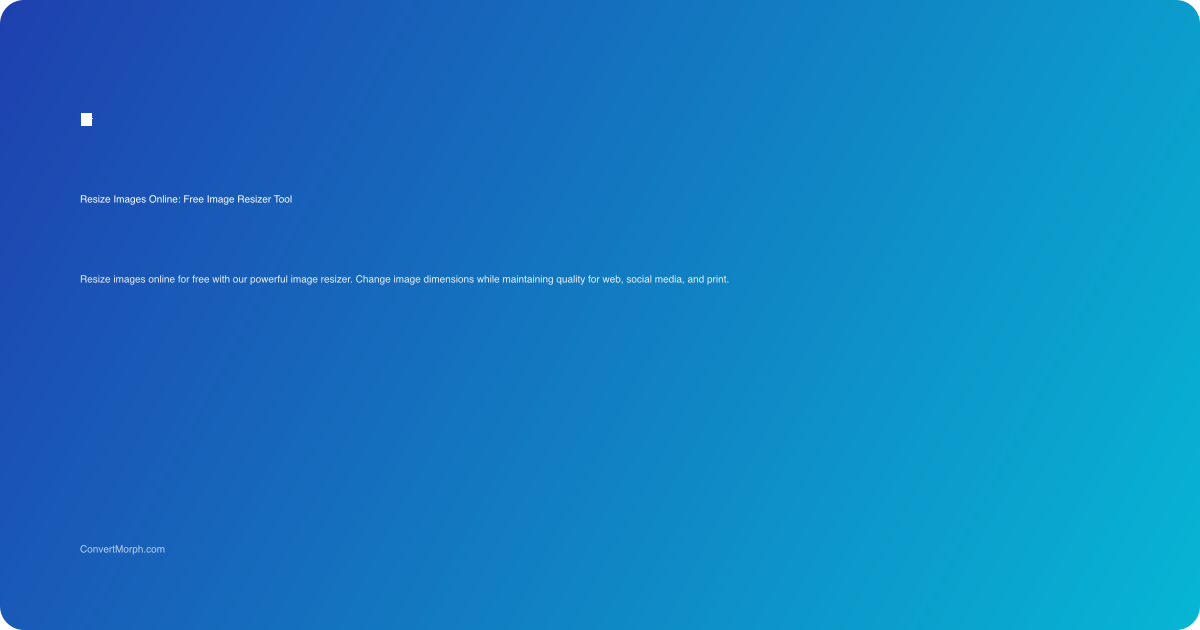 Resize Images Online: Free Image Resizer Tool
Resize images online for free with our powerful image resizer. Change image dimensions while maintaining quality for web, social media, and print.
ConvertMorph.com